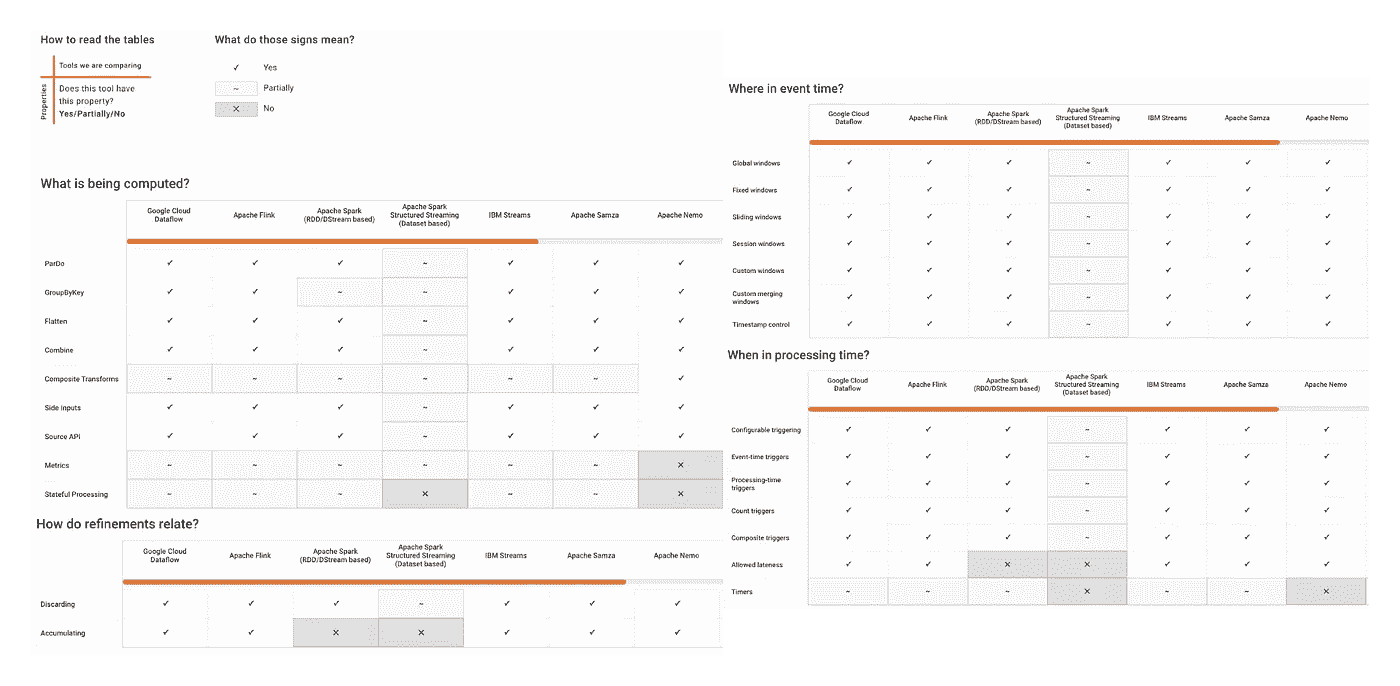 How to read the tables
What do those signs mean?
Tools we are comparing
Properties
Does this tool have
this property?
Yes/Partially/No
✓ Yes
~ Partially
✕ No
What is being computed?
Google Cloud Dataflow | Apache Flink | Apache Spark (RDD/DStream based) | Apache Spark Structured Streaming (Dataset based) | IBM Streams | Apache Samza | Apache Nemo
ParDo ✓ ✓ ✓ ~ ✓ ✓ ✓
GroupByKey ✓ ✓ ~ ~ ✓ ✓ ✓
Flatten ✓ ✓ ✓ ~ ✓ ✓ ✓
Combine ✓ ✓ ✓ ~ ✓ ✓ ✓
Composite Transforms ~ ~ ~ ~ ~ ~ ✓
Side Inputs ✓ ✓ ✓ ~ ✓ ✓ ✓
Source API ✓ ✓ ✓ ~ ✓ ✓ ✓
Metrics ~ ~ ~ ~ ~ ~ ✕
Stateful Processing ~ ~ ~ ✕ ~ ~ ✕
How do refinements relate?
Google Cloud Dataflow | Apache Flink | Apache Spark (RDD/DStream based) | Apache Spark Structured Streaming (Dataset based) | IBM Streams | Apache Samza | Apache Nemo
Discarding ✓ ✓ ✓ ~ ✓ ✓ ✓
Accumulating ✓ ✓ ✕ ✕ ✓ ✓ ✓
Where in event time?
Google Cloud Dataflow | Apache Flink | Apache Spark (RDD/DStream based) | Apache Spark Structured Streaming (Dataset based) | IBM Streams | Apache Samza | Apache Nemo
Global windows ✓ ✓ ✓ ~ ✓ ✓ ✓
Fixed windows ✓ ✓ ✓ ~ ✓ ✓ ✓
Sliding windows ✓ ✓ ✓ ~ ✓ ✓ ✓
Session windows ✓ ✓ ✓ ~ ✓ ✓ ✓
Custom windows ✓ ✓ ✓ ~ ✓ ✓ ✓
Custom merging windows ✓ ✓ ✓ ~ ✓ ✓ ✓
Timestamp control ✓ ✓ ✓ ~ ✓ ✓ ✓
When in processing time?
Google Cloud Dataflow | Apache Flink | Apache Spark (RDD/DStream based) | Apache Spark Structured Streaming (Dataset based) | IBM Streams | Apache Samza | Apache Nemo
Configurable triggering ✓ ✓ ✓ ~ ✓ ✓ ✓
Event-time triggers ✓ ✓ ✓ ~ ✓ ✓ ✓
Processing-time triggers ✓ ✓ ✓ ~ ✓ ✓ ✓
Count triggers ✓ ✓ ✓ ~ ✓ ✓ ✓
Composite triggers ✓ ✓ ✓ ~ ✓ ✓ ✓
Allowed lateness ✓ ✓ ✕ ✕ ✓ ✓ ✓
Timers ~ ~ ~ ✕ ~ ~ ✕